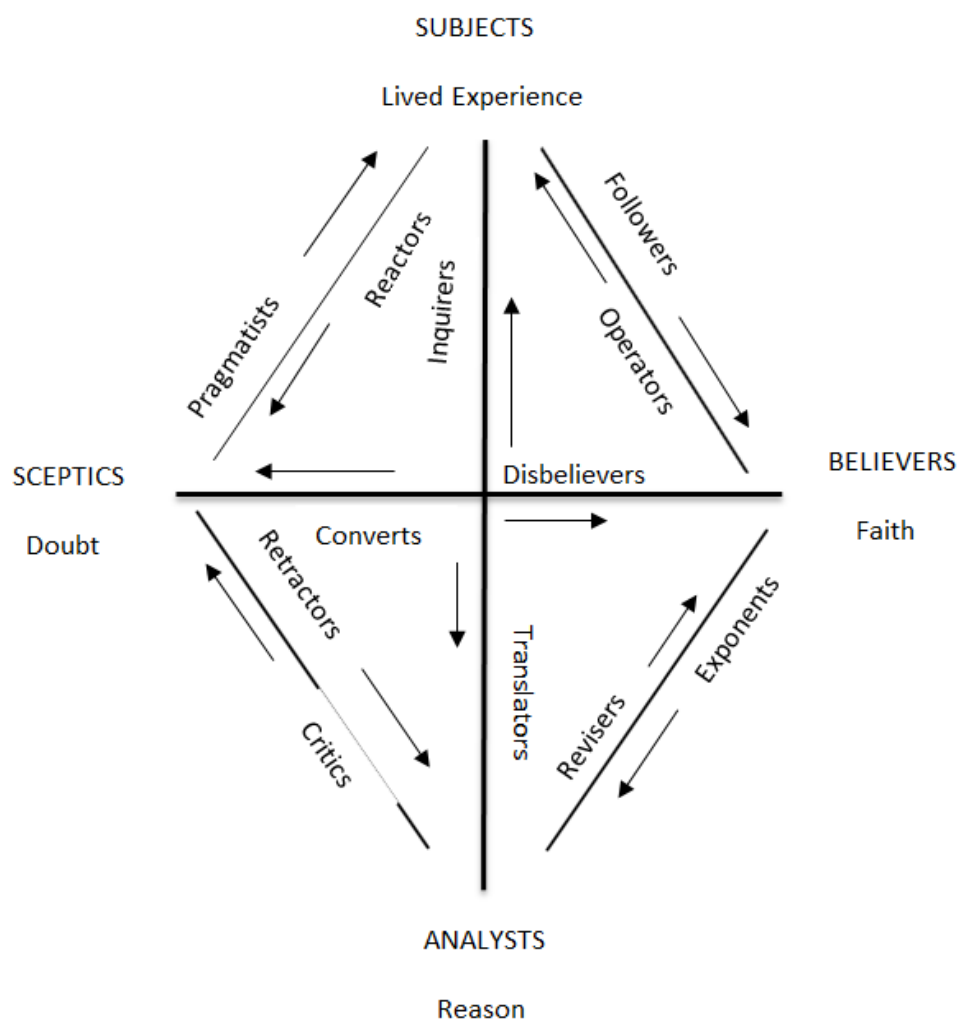 SUBJECTS
Lived Experience
Followers
Reactors
Inquirers
Pragmatists
Operators
SCEPTICS
Disbelievers
BELIEVERS
Doubt
Converts
Faith
Retractors
Exponents
Translators
Revisers
Critics
ANALYSTS
Reason